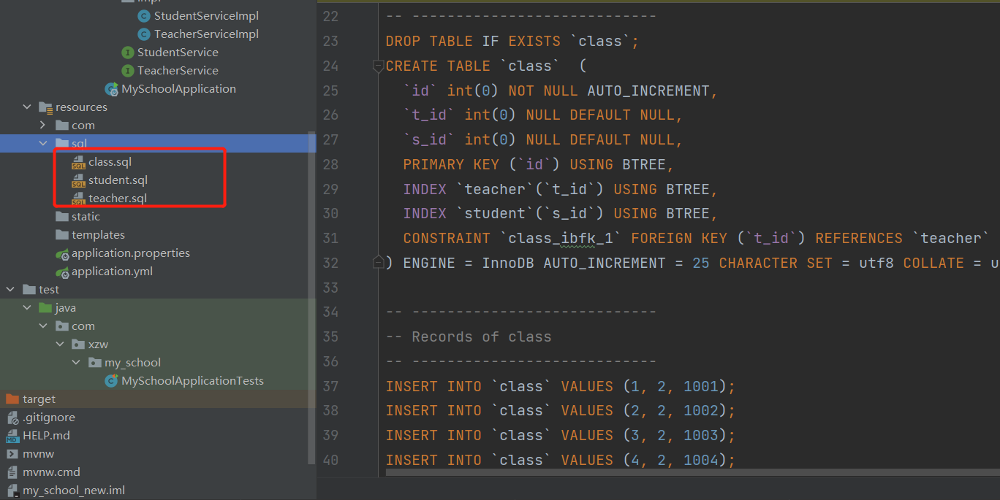 impl
StudentServiceImpl
TeacherServiceImpl
StudentService
TeacherService
MySchoolApplication
resources
com
sql
class.sql
student.sql
teacher.sql
static
templates
application.properties
application.yml
test
java
com
xzw
my_school
MySchoolApplicationTests
target
.gitignore
HELP.md
mvnw
mvnw.cmd
my_school_new.iml
22 -- ----------------------------
23 DROP TABLE IF EXISTS `class`;
24 CREATE TABLE `class`  (
25   `id` int(0) NOT NULL AUTO_INCREMENT,
26   `t_id` int(0) NULL DEFAULT NULL,
27   `s_id` int(0) NULL DEFAULT NULL,
28   PRIMARY KEY (`id`) USING BTREE,
29   INDEX `teacher`(`t_id`) USING BTREE,
30   INDEX `student`(`s_id`) USING BTREE,
31   CONSTRAINT `class_ibfk_1` FOREIGN KEY (`t_id`) REFERENCES `teacher`
32 ) ENGINE = InnoDB AUTO_INCREMENT = 25 CHARACTER SET = utf8 COLLATE = u
33
34 -- ----------------------------
35 -- Records of class
36 -- ----------------------------
37 INSERT INTO `class` VALUES (1, 2, 1001);
38 INSERT INTO `class` VALUES (2, 2, 1002);
39 INSERT INTO `class` VALUES (3, 2, 1003);
40 INSERT INTO `class` VALUES (4, 2, 1004);